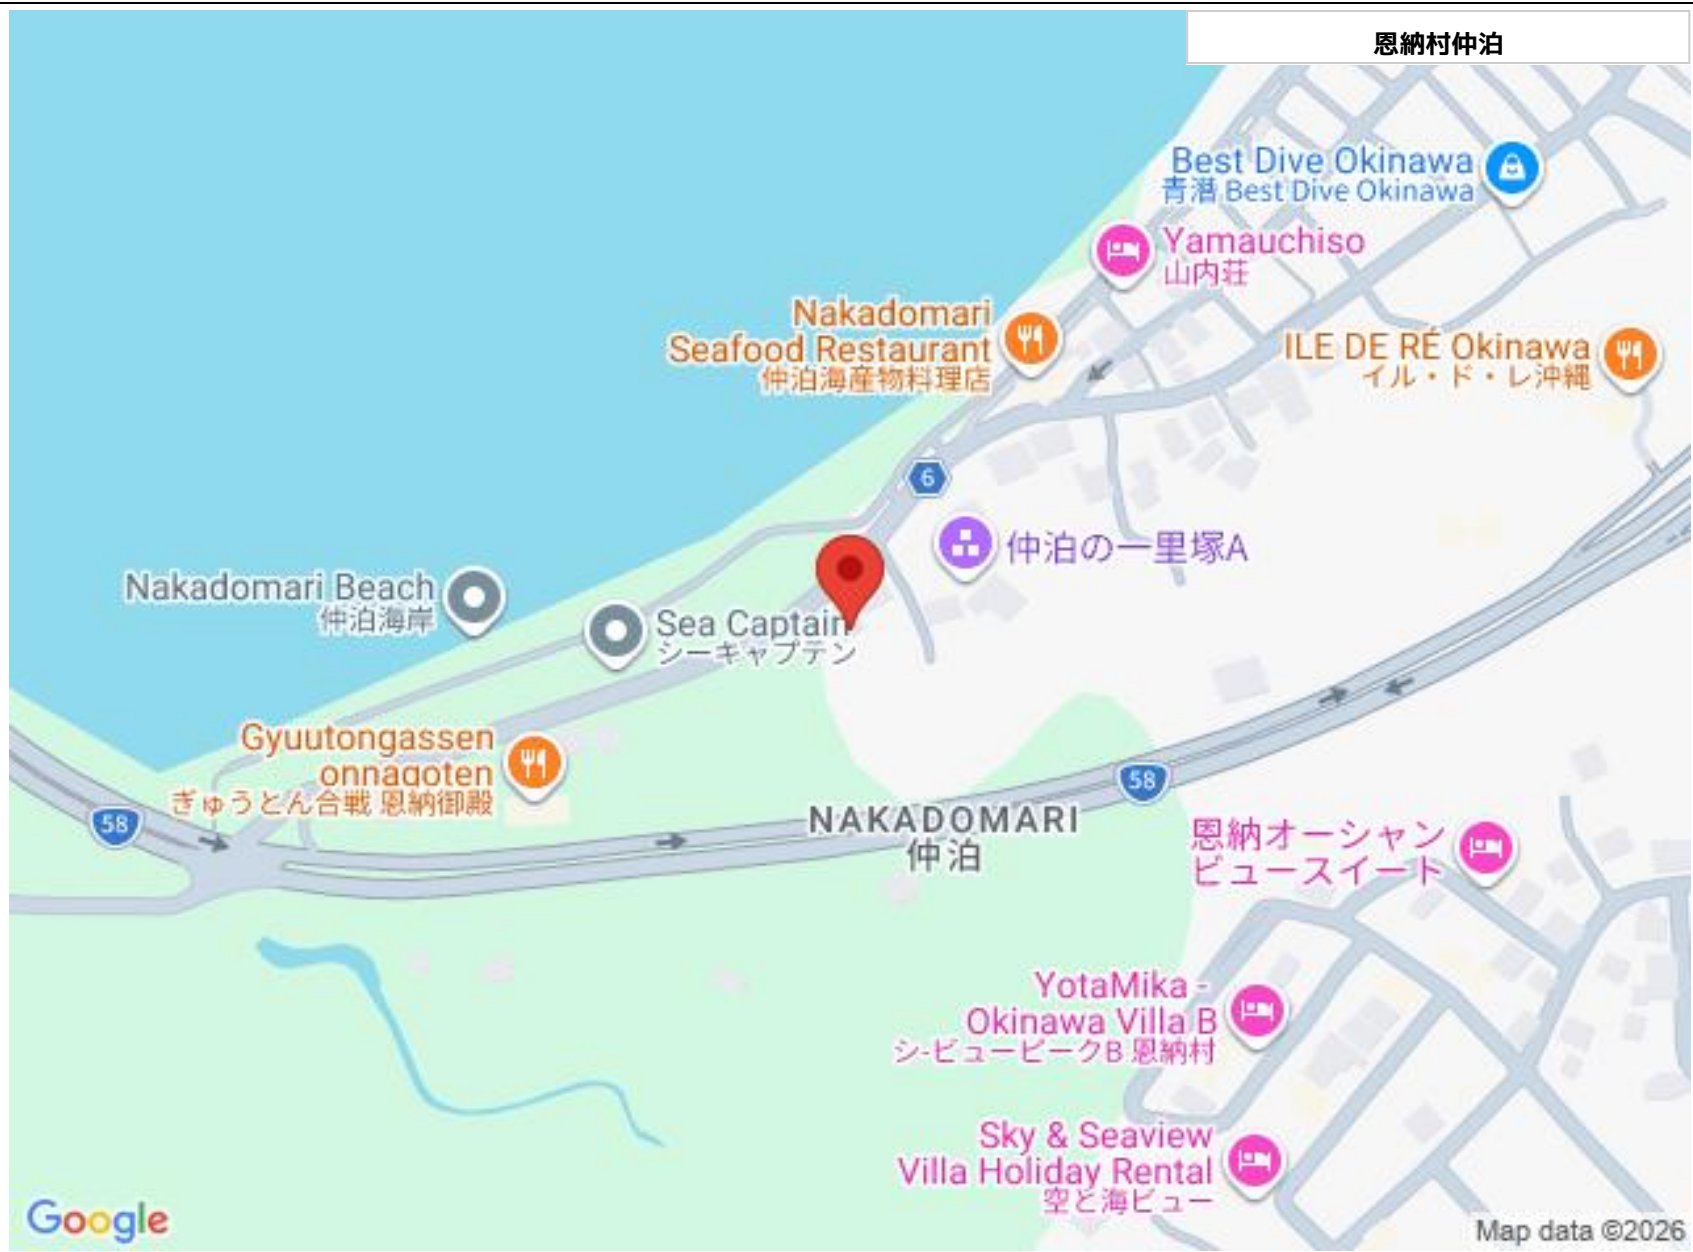 恩納村仲泊
Best Dive Okinawa
青潜 Best Dive Okinawa
Yamauchiso
山内荘
Nakadomari
Seafood Restaurant
仲泊海産物料理店
ILE DE RÉ Okinawa
イル・ド・レ沖縄
6
仲泊の一里塚A
Nakadomari Beach
仲泊海岸
Sea Captain
シーキャプテン
Gyuutongassen
onnagoten
ぎゅうとん合戦 恩納御殿
58
58
NAKADOMARI
仲泊
恩納オーシャン
ビュースイート
YotaMika -
Okinawa Villa B
シ-ビューピークB 恩納村
Sky & Seaview
Villa Holiday Rental
空と海ビュー
Google
Map data ©2026